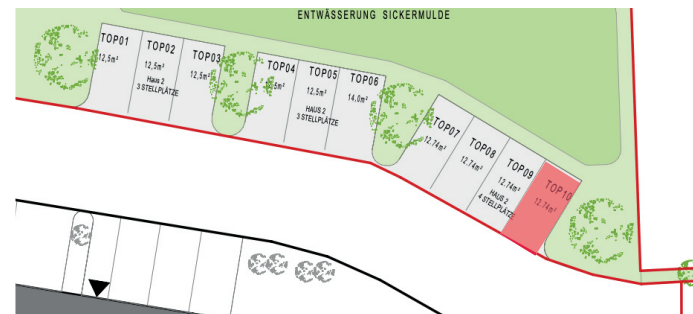 ENTWÄSSERUNG SICKERMULDE
TOP01
12,5m²
TOP02
12,5m²
Haus 2
3 STELLPLÄTZE
TOP03
12,5m²
TOP04
12,5m²
TOP05
12,5m²
HAUS 2
3 STELLPLÄTZE
TOP06
14,0m²
TOP07
12.74m²
TOP08
12.74m²
TOP09
12.74m²
HAUS 2
4 STELLPLÄTZE
TOP10
12.74m²